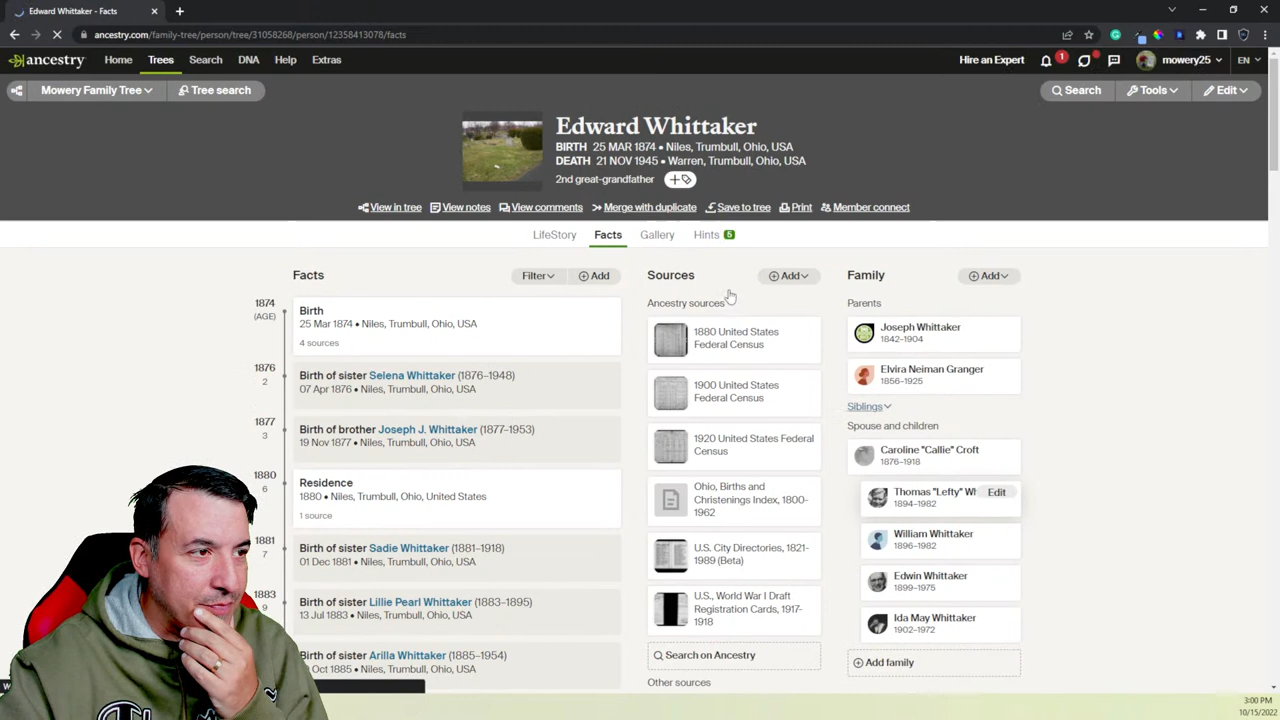 Edward Whittaker - Facts
ancestry.com/family-tree/person/tree/31058268/person/12358413078/facts
ancestry Home Trees Search DNA Help Extras Hire an Expert 1 mowery25 EN
Mowery Family Tree Tree search Search Tools Edit
Edward Whittaker
BIRTH 25 MAR 1874 • Niles, Trumbull, Ohio, USA
DEATH 21 NOV 1945 • Warren, Trumbull, Ohio, USA
2nd great-grandfather
View in tree View notes View comments Merge with duplicate Save to tree Print Member connect
LifeStory Facts Gallery Hints 5
Facts Filter Add
1874
(AGE)
Birth
25 Mar 1874 • Niles, Trumbull, Ohio, USA
4 sources
1876
2
Birth of sister Selena Whittaker (1876–1948)
07 Apr 1876 • Niles, Trumbull, Ohio, USA
1877
3
Birth of brother Joseph J. Whittaker (1877–1953)
19 Nov 1877 • Niles, Trumbull, Ohio, USA
1880
6
Residence
1880 • Niles, Trumbull, Ohio, United States
1 source
1881
7
Birth of sister Sadie Whittaker (1881–1918)
01 Dec 1881 • Niles, Trumbull, Ohio, USA
1883
9
Birth of sister Lillie Pearl Whittaker (1883–1895)
13 Jul 1883 • Niles, Trumbull, Ohio, USA
Birth of sister Arilla Whittaker (1885–1954)
Oct 1885 • Niles, Trumbull, Ohio, USA
Sources Add
Ancestry sources
1880 United States
Federal Census
1900 United States
Federal Census
1920 United States Federal
Census
Ohio, Births and
Christenings Index, 1800-
1962
U.S. City Directories, 1821-
1989 (Beta)
U.S., World War I Draft
Registration Cards, 1917-
1918
Search on Ancestry
Other sources
Family Add
Parents
Joseph Whittaker
1842–1904
Elvira Neiman Granger
1856–1925
Siblings
Spouse and children
Caroline "Callie" Croft
1876–1918
Thomas "Lefty" Wh Edit
1894–1982
William Whittaker
1896–1982
Edwin Whittaker
1899–1975
Ida May Whittaker
1902–1972
Add family
3:00 PM
10/15/2022